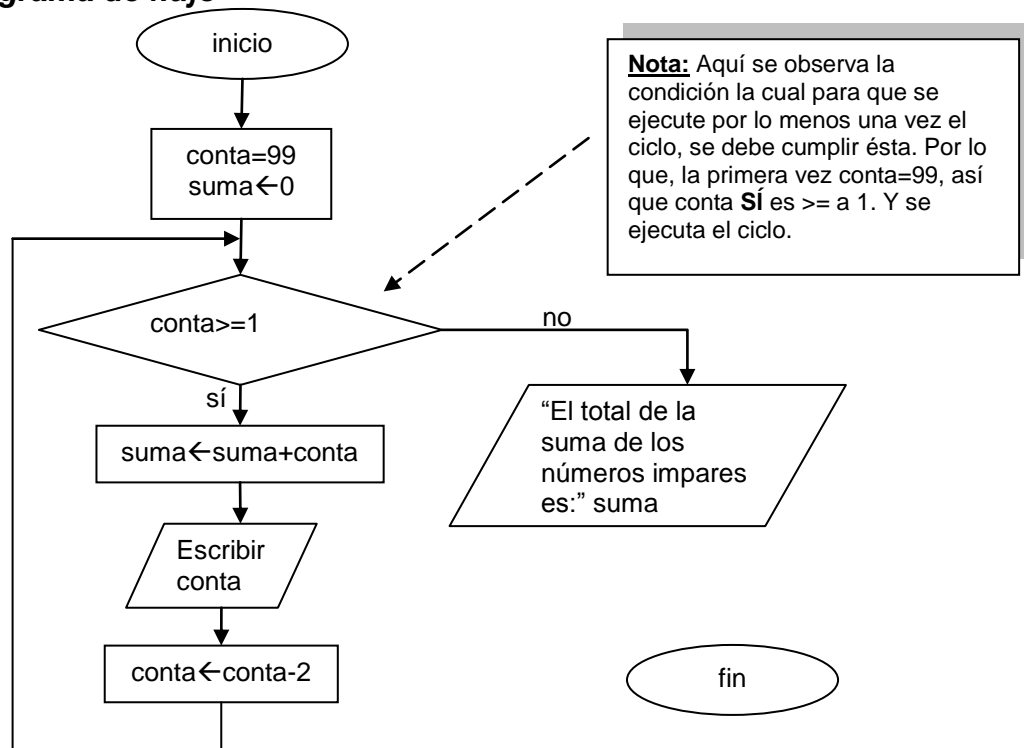 inicio
Nota: Aquí se observa la
condición la cual para que se
ejecute por lo menos una vez el
ciclo, se debe cumplir ésta. Por lo
que, la primera vez conta=99, así
que conta SÍ es >= a 1. Y se
ejecuta el ciclo.
conta=99
suma←0
conta>=1
no
sí
“El total de la
suma de los
números impares
es:” suma
suma←suma+conta
Escribir
conta
conta←conta-2
fin